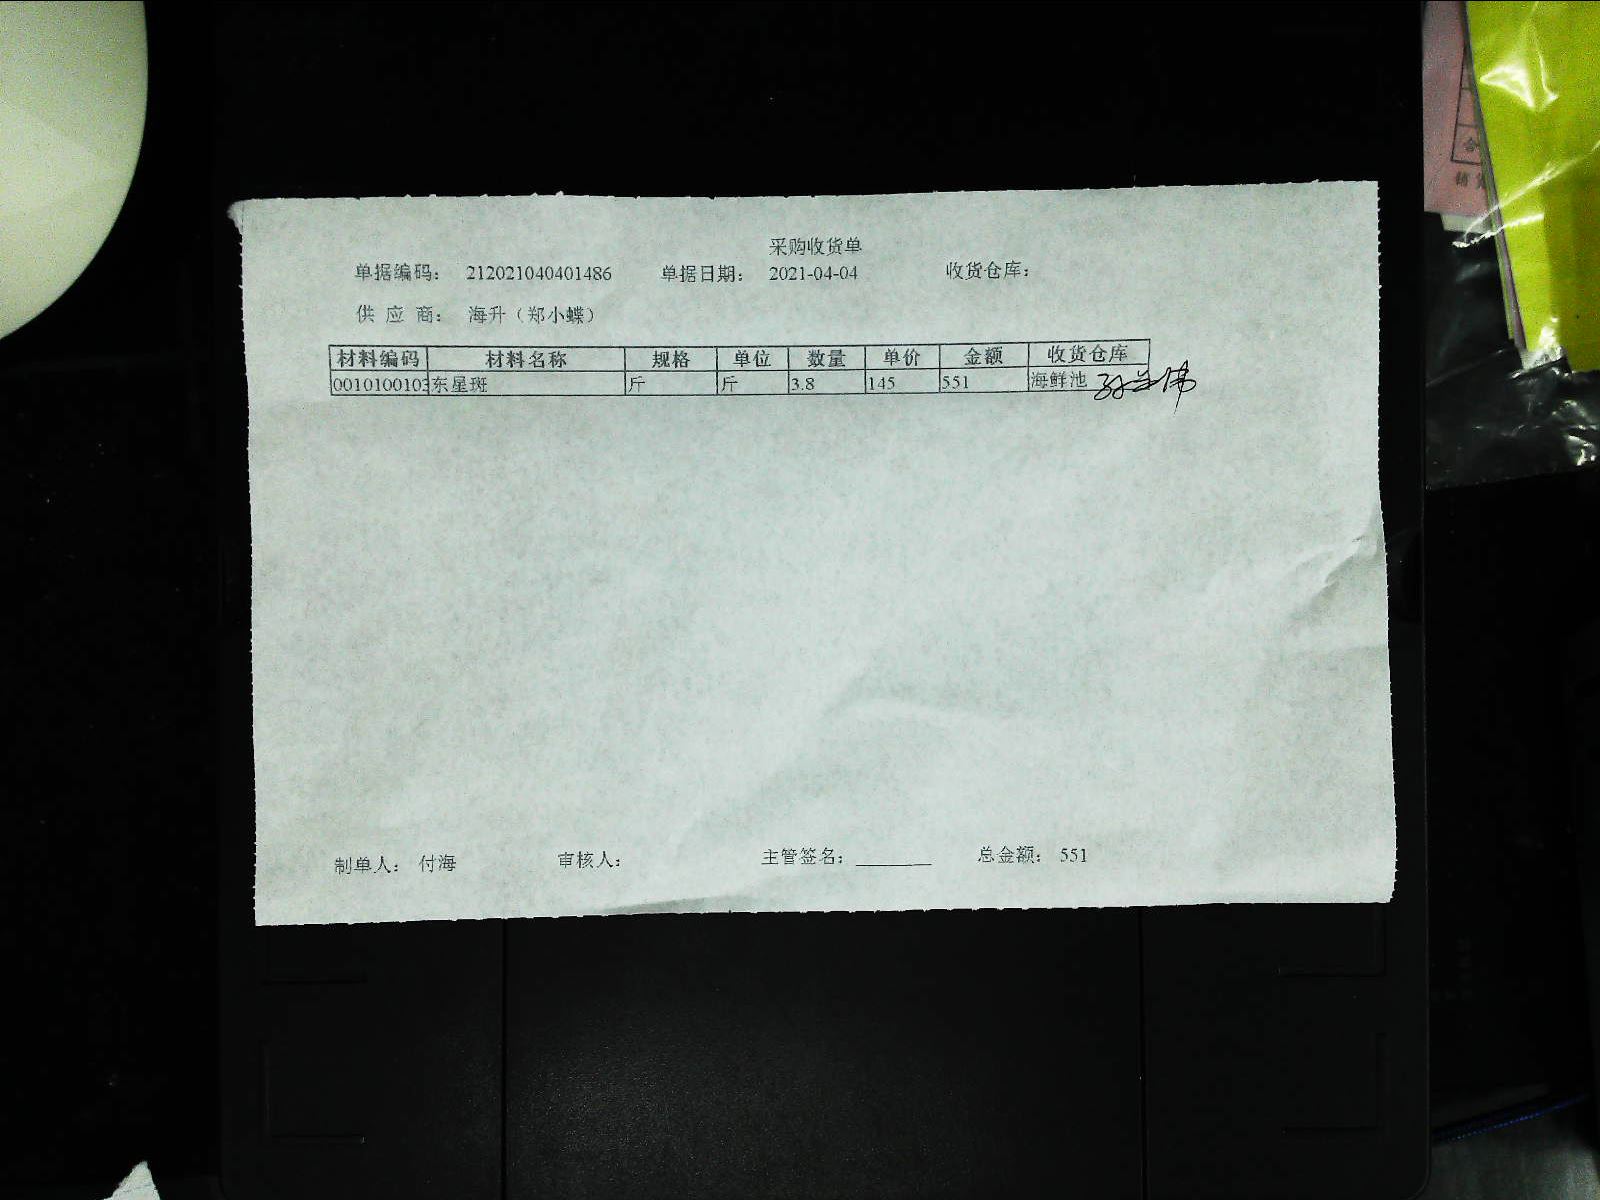 采购收货单
单据编码： 212021040401486 单据日期： 2021-04-04 收货仓库：
供 应 商： 海升（郑小蝶）
材料编码 材料名称 规格 单位 数量 单价 金额 收货仓库
0010100103 东星斑 斤 斤 3.8 145 551 海鲜池
制单人： 付海 审核人： 主管签名： 总金额： 551
合